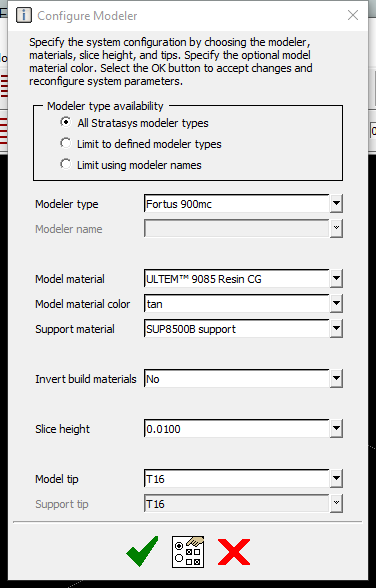 Configure Modeler
Specify the system configuration by choosing the modeler,
materials, slice height, and tips. Specify the optional model
material color. Select the OK button to accept changes and
reconfigure system parameters.
Modeler type availability
All Stratasys modeler types
Limit to defined modeler types
Limit using modeler names
Modeler type Fortus 900mc
Modeler name
Model material ULTEM™ 9085 Resin CG
Model material color tan
Support material SUP8500B support
Invert build materials No
Slice height 0.0100
Model tip T16
Support tip T16